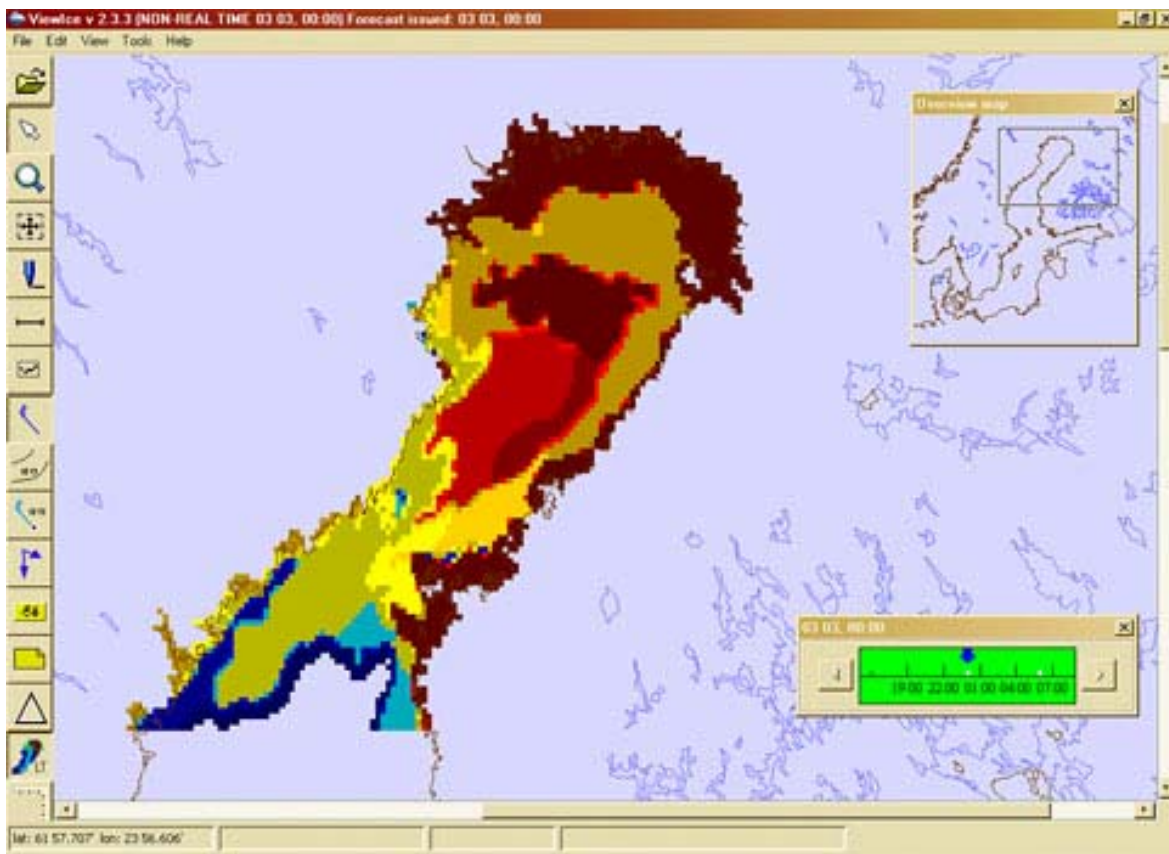 ViewIce v 2.3.3 (NON-REAL TIME 03 03, 00:00) Forecast issued: 03 03, 00:00
File Edit View Tools Help
Overview map
03 03, 00:00
19:00 22:00 01:00 04:00 07:00
LT
lat: 61 57.707' lon: 23 56.606'